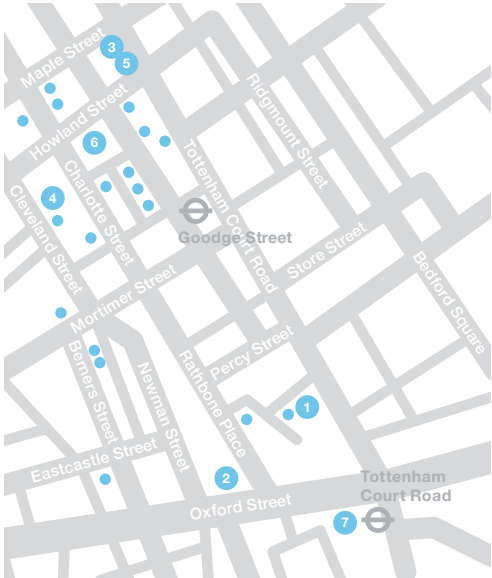 Maple Street
3
5
Howland Street
6
Ridgmount Street
Tottenham Court Road
Charlotte Street
4
Cleveland Street
Goodge Street
Store Street
Bedford Square
Mortimer Street
Percy Street
Berners Street
Newman Street
Rathbone Place
1
Eastcastle Street
2
Oxford Street
Tottenham
Court Road
7